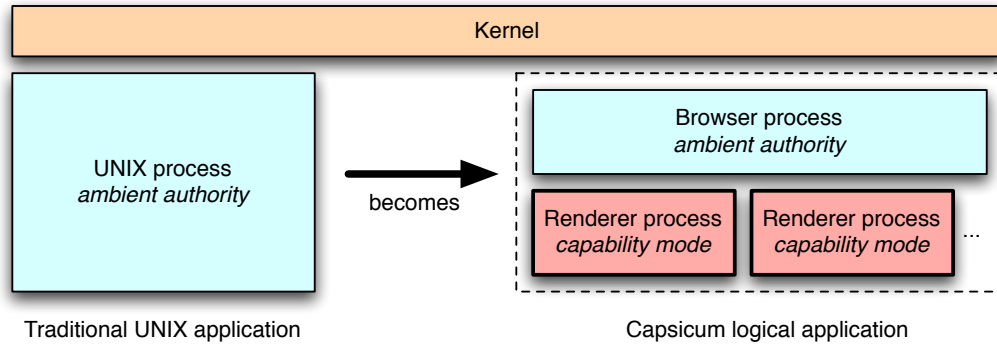 Kernel
UNIX process
ambient authority
becomes
Browser process
ambient authority
Renderer process
capability mode
Renderer process
capability mode
...
Traditional UNIX application
Capsicum logical application